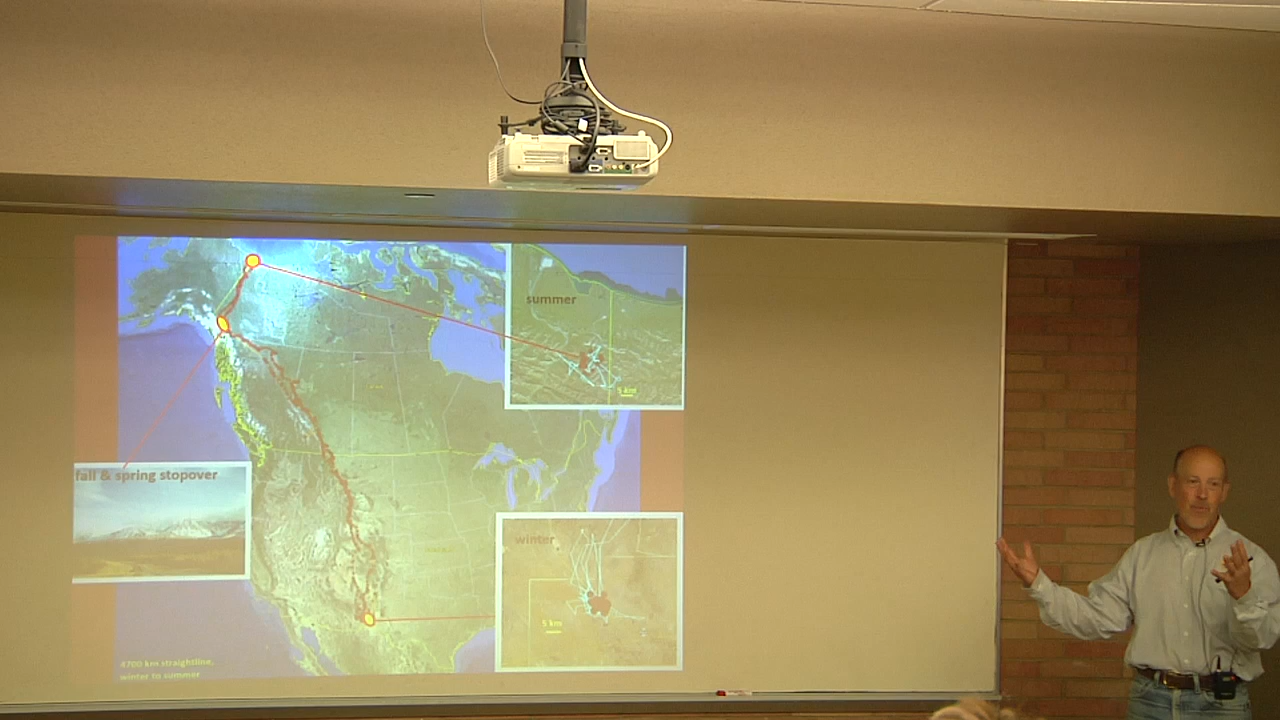 summer
5 km
fall & spring stopover
winter
5 km
4700 km straightline,
winter to summer